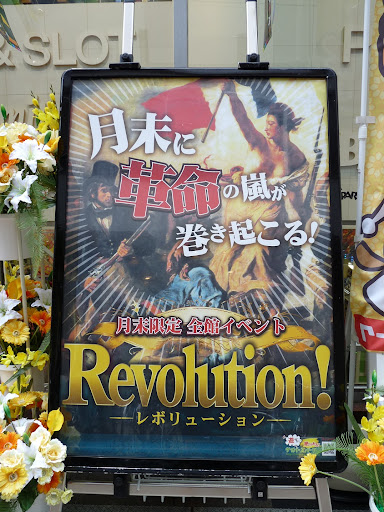 & SLOT
月末に
革命の嵐が
巻き起こる!
月末限定 全館イベント
Revolution!
レボリューション